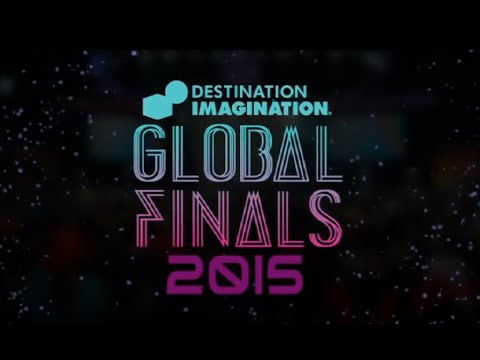 DESTINATION
IMAGINATION®
GLOBAL
FINALS
2015